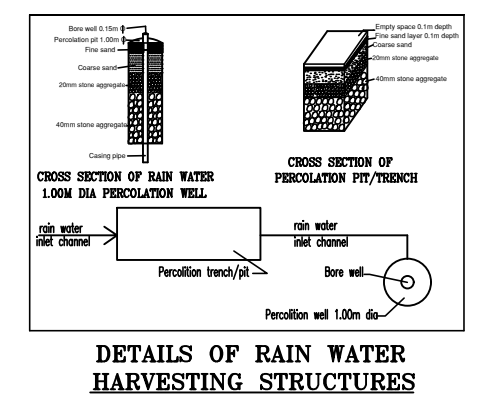 Bore well 0.15m ϕ
Percolation pit 1.00m ϕ
Fine sand
Coarse sand
20mm stone aggregate
40mm stone aggregate
Casing pipe
CROSS SECTION OF RAIN WATER
1.00M DIA PERCOLATION WELL
Empty space 0.1m depth
Fine sand layer 0.1m depth
Coarse sand
20mm stone aggregate
40mm stone aggregate
CROSS SECTION OF
PERCOLATION PIT/TRENCH
rain water
inlet channel
Percolition trench/pit
rain water
inlet channel
Bore well
Percolition well 1.00m dia
DETAILS OF RAIN WATER
HARVESTING STRUCTURES